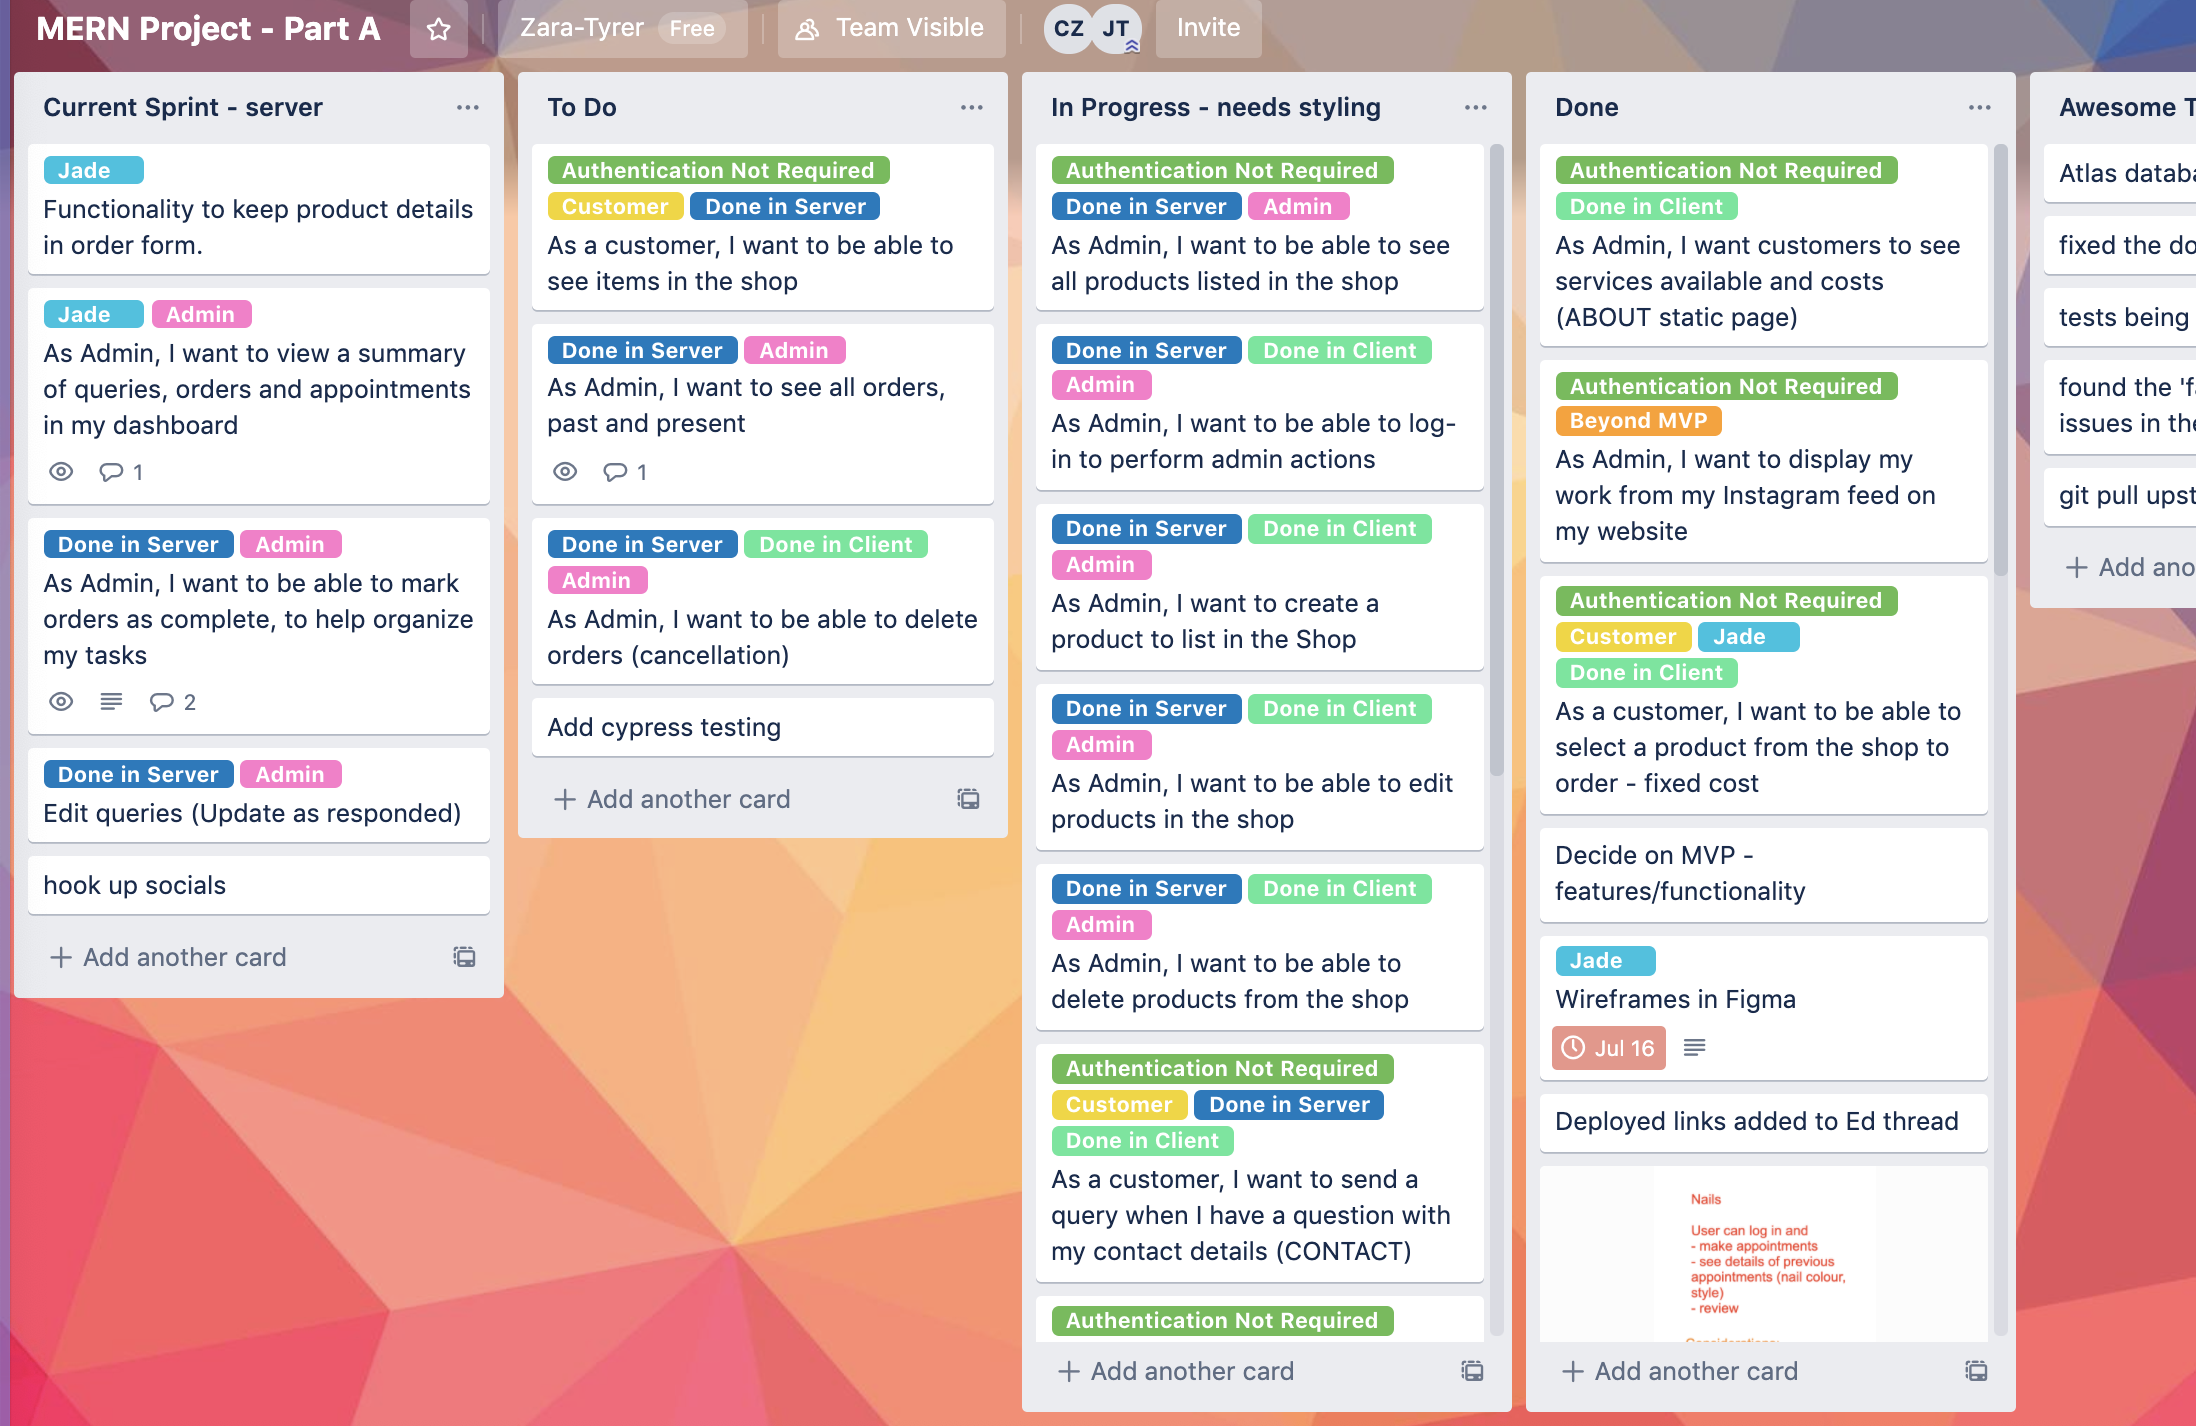 MERN Project - Part A
Zara-Tyrer Free
Team Visible
CZ JT
Invite
Current Sprint - server
Jade
Functionality to keep product details
in order form.
Jade Admin
As Admin, I want to view a summary
of queries, orders and appointments
in my dashboard
1
Done in Server Admin
As Admin, I want to be able to mark
orders as complete, to help organize
my tasks
2
Done in Server Admin
Edit queries (Update as responded)
hook up socials
+ Add another card
To Do
Authentication Not Required
Customer Done in Server
As a customer, I want to be able to
see items in the shop
Done in Server Admin
As Admin, I want to see all orders,
past and present
1
Done in Server Done in Client
Admin
As Admin, I want to be able to delete
orders (cancellation)
Add cypress testing
+ Add another card
In Progress - needs styling
Authentication Not Required
Done in Server Admin
As Admin, I want to be able to see
all products listed in the shop
Done in Server Done in Client
Admin
As Admin, I want to be able to log-
in to perform admin actions
Done in Server Done in Client
Admin
As Admin, I want to create a
product to list in the Shop
Done in Server Done in Client
Admin
As Admin, I want to be able to edit
products in the shop
Done in Server Done in Client
Admin
As Admin, I want to be able to
delete products from the shop
Authentication Not Required
Customer Done in Server
Done in Client
As a customer, I want to send a
query when I have a question with
my contact details (CONTACT)
Authentication Not Required
+ Add another card
Done
Authentication Not Required
Done in Client
As Admin, I want customers to see
services available and costs
(ABOUT static page)
Authentication Not Required
Beyond MVP
As Admin, I want to display my
work from my Instagram feed on
my website
Authentication Not Required
Customer Jade
Done in Client
As a customer, I want to be able to
select a product from the shop to
order - fixed cost
Decide on MVP -
features/functionality
Jade
Wireframes in Figma
Jul 16
Deployed links added to Ed thread
Nails
User can log in and
- make appointments
- see details of previous
appointments (nail colour,
style)
- review
+ Add another card
Awesome
Atlas
fixed the
tests being
found the
issues in
git pull
+ Add